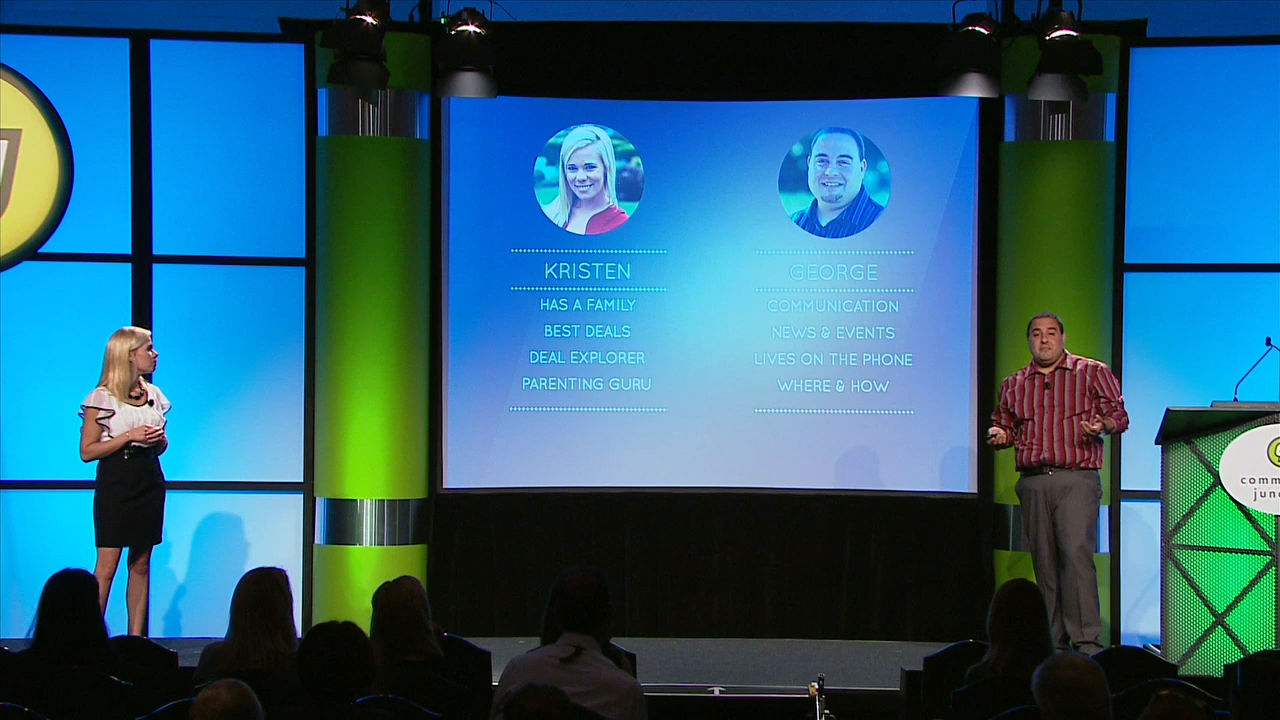 KRISTEN
HAS A FAMILY
BEST DEALS
DEAL EXPLORER
PARENTING GURU
GEORGE
COMMUNICATION
NEWS & EVENTS
LIVES ON THE PHONE
WHERE & HOW